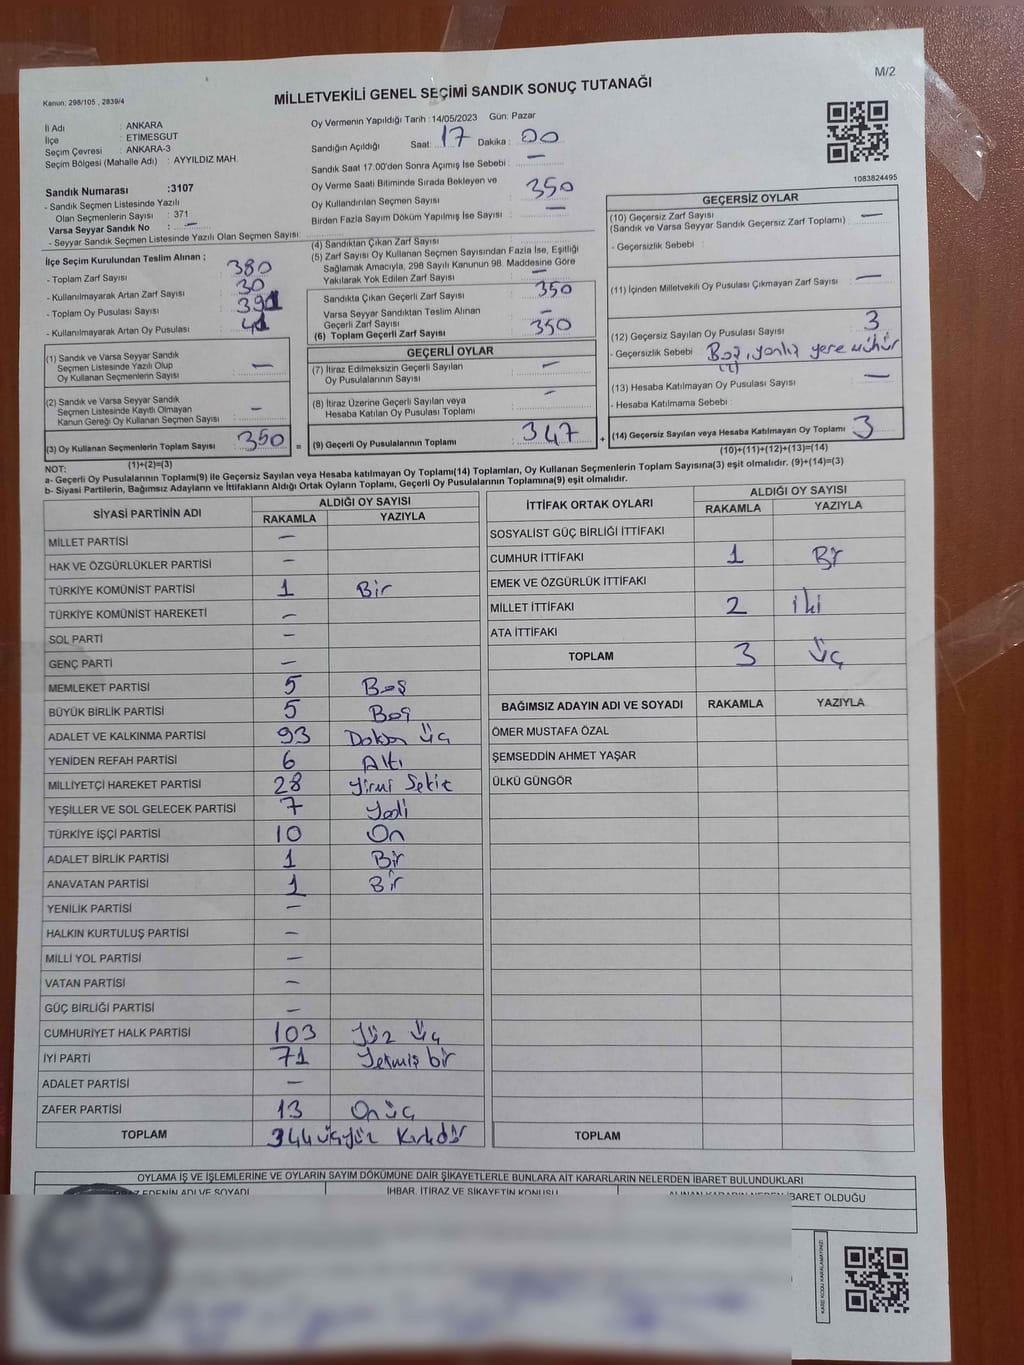 M/2
Kanun: 298/105 , 2839/4
MİLLETVEKİLİ GENEL SEÇİMİ SANDIK SONUÇ TUTANAĞI
İl Adı : ANKARA
İlçe : ETİMESGUT
Seçim Çevresi : ANKARA-3
Seçim Bölgesi (Mahalle Adı) : AYYILDIZ MAH.
Sandık Numarası :3107
- Sandık Seçmen Listesinde Yazılı
Olan Seçmenlerin Sayısı : 371
Varsa Seyyar Sandık No : —
- Seyyar Sandık Seçmen Listesinde Yazılı Olan Seçmen Sayısı:
Oy Vermenin Yapıldığı Tarih :14/05/2023 Gün: Pazar
Sandığın Açıldığı Saat: 17 Dakika : 00
Sandık Saat 17:00'den Sonra Açımış İse Sebebi : —
Oy Verme Saati Bitiminde Sırada Bekleyen ve
Oy Kullandırılan Seçmen Sayısı : 350
Birden Fazla Sayım Döküm Yapılmış İse Sayısı : —
1083824495
İlçe Seçim Kurulundan Teslim Alınan ;
- Toplam Zarf Sayısı : 380
- Kullanılmayarak Artan Zarf Sayısı : 30
- Toplam Oy Pusulası Sayısı : 391
- Kullanılmayarak Artan Oy Pusulası : 41
(1) Sandık ve Varsa Seyyar Sandık
Seçmen Listesinde Yazılı Olup
Oy Kullanan Seçmenlerin Sayısı : —
(2) Sandık ve Varsa Seyyar Sandık
Seçmen Listesinde Kayıtlı Olmayan
Kanun Gereği Oy Kullanan Seçmen Sayısı : —
(3) Oy Kullanan Seçmenlerin Toplam Sayısı : 350
(1)+(2)=(3)
(4) Sandıktan Çıkan Zarf Sayısı :
(5) Zarf Sayısı Oy Kullanan Seçmen Sayısından Fazla İse, Eşitliği
Sağlamak Amacıyla, 298 Sayılı Kanunun 98. Maddesine Göre
Yakılarak Yok Edilen Zarf Sayısı : —
Sandıkta Çıkan Geçerli Zarf Sayısı : 350
Varsa Seyyar Sandıktan Teslim Alınan
Geçerli Zarf Sayısı : —
(6) Toplam Geçerli Zarf Sayısı : 350
GEÇERLİ OYLAR
(7) İtiraz Edilmeksizin Geçerli Sayılan
Oy Pusulalarının Sayısı : —
(8) İtiraz Üzerine Geçerli Sayılan veya
Hesaba Katılan Oy Pusulası Toplamı : —
= (9) Geçerli Oy Pusulalarının Toplamı : 347
GEÇERSİZ OYLAR
(10) Geçersiz Zarf Sayısı
(Sandık ve Varsa Seyyar Sandık Geçersiz Zarf Toplamı) : —
- Geçersizlik Sebebi :
(11) İçinden Milletvekili Oy Pusulası Çıkmayan Zarf Sayısı : —
(12) Geçersiz Sayılan Oy Pusulası Sayısı : 3
- Geçersizlik Sebebi : Boş, yanlış yere mühür
(13) Hesaba Katılmayan Oy Pusulası Sayısı : —
- Hesaba Katılmama Sebebi :
+ (14) Geçersiz Sayılan veya Hesaba Katılmayan Oy Toplamı : 3
(10)+(11)+(12)+(13)=(14)
NOT:
a- Geçerli Oy Pusulalarının Toplamı(9) ile Geçersiz Sayılan veya Hesaba katılmayan Oy Toplamı(14) Toplamları, Oy Kullanan Seçmenlerin Toplam Sayısına(3) eşit olmalıdır. (9)+(14)=(3)
b- Siyasi Partilerin, Bağımsız Adayların ve İttifakların Aldığı Ortak Oyların Toplamı, Geçerli Oy Pusulalarının Toplamına(9) eşit olmalıdır.
SİYASİ PARTİNİN ADI ALDIĞI OY SAYISI
RAKAMLA YAZIYLA
MİLLET PARTİSİ —
HAK VE ÖZGÜRLÜKLER PARTİSİ —
TÜRKİYE KOMÜNİST PARTİSİ 1 Bir
TÜRKİYE KOMÜNİST HAREKETİ —
SOL PARTİ —
GENÇ PARTİ —
MEMLEKET PARTİSİ 5 Beş
BÜYÜK BİRLİK PARTİSİ 5 Beş
ADALET VE KALKINMA PARTİSİ 93 Doksan üç
YENİDEN REFAH PARTİSİ 6 Altı
MİLLİYETÇİ HAREKET PARTİSİ 28 Yirmi Sekiz
YEŞİLLER VE SOL GELECEK PARTİSİ 7 Yedi
TÜRKİYE İŞÇİ PARTİSİ 10 On
ADALET BİRLİK PARTİSİ 1 Bir
ANAVATAN PARTİSİ 1 Bir
YENİLİK PARTİSİ —
HALKIN KURTULUŞ PARTİSİ —
MİLLİ YOL PARTİSİ —
VATAN PARTİSİ —
GÜÇ BİRLİĞİ PARTİSİ —
CUMHURİYET HALK PARTİSİ 103 Yüz üç
İYİ PARTİ 71 Yetmiş bir
ADALET PARTİSİ —
ZAFER PARTİSİ 13 On üç
TOPLAM 344 üçyüz Kırkdör
İTTİFAK ORTAK OYLARI ALDIĞI OY SAYISI
RAKAMLA YAZIYLA
SOSYALİST GÜÇ BİRLİĞİ İTTİFAKI
CUMHUR İTTİFAKI 1 Bir
EMEK VE ÖZGÜRLÜK İTTİFAKI
MİLLET İTTİFAKI 2 iki
ATA İTTİFAKI
TOPLAM 3 Üç
BAĞIMSIZ ADAYIN ADI VE SOYADI RAKAMLA YAZIYLA
ÖMER MUSTAFA ÖZAL
ŞEMSEDDİN AHMET YAŞAR
ÜLKÜ GÜNGÖR
TOPLAM
OYLAMA İŞ VE İŞLEMLERİNE VE OYLARIN SAYIM DÖKÜMÜNE DAİR ŞİKAYETLERLE BUNLARA AİT KARARLARIN NELERDEN İBARET BULUNDUKLARI
EDENİN ADI VE SOYADI İHBAR, İTİRAZ VE ŞİKAYETİN KONUSU ALINAN KARARIN NEDEN İBARET OLDUĞU
KARE KODU KARALAMAYINIZ!